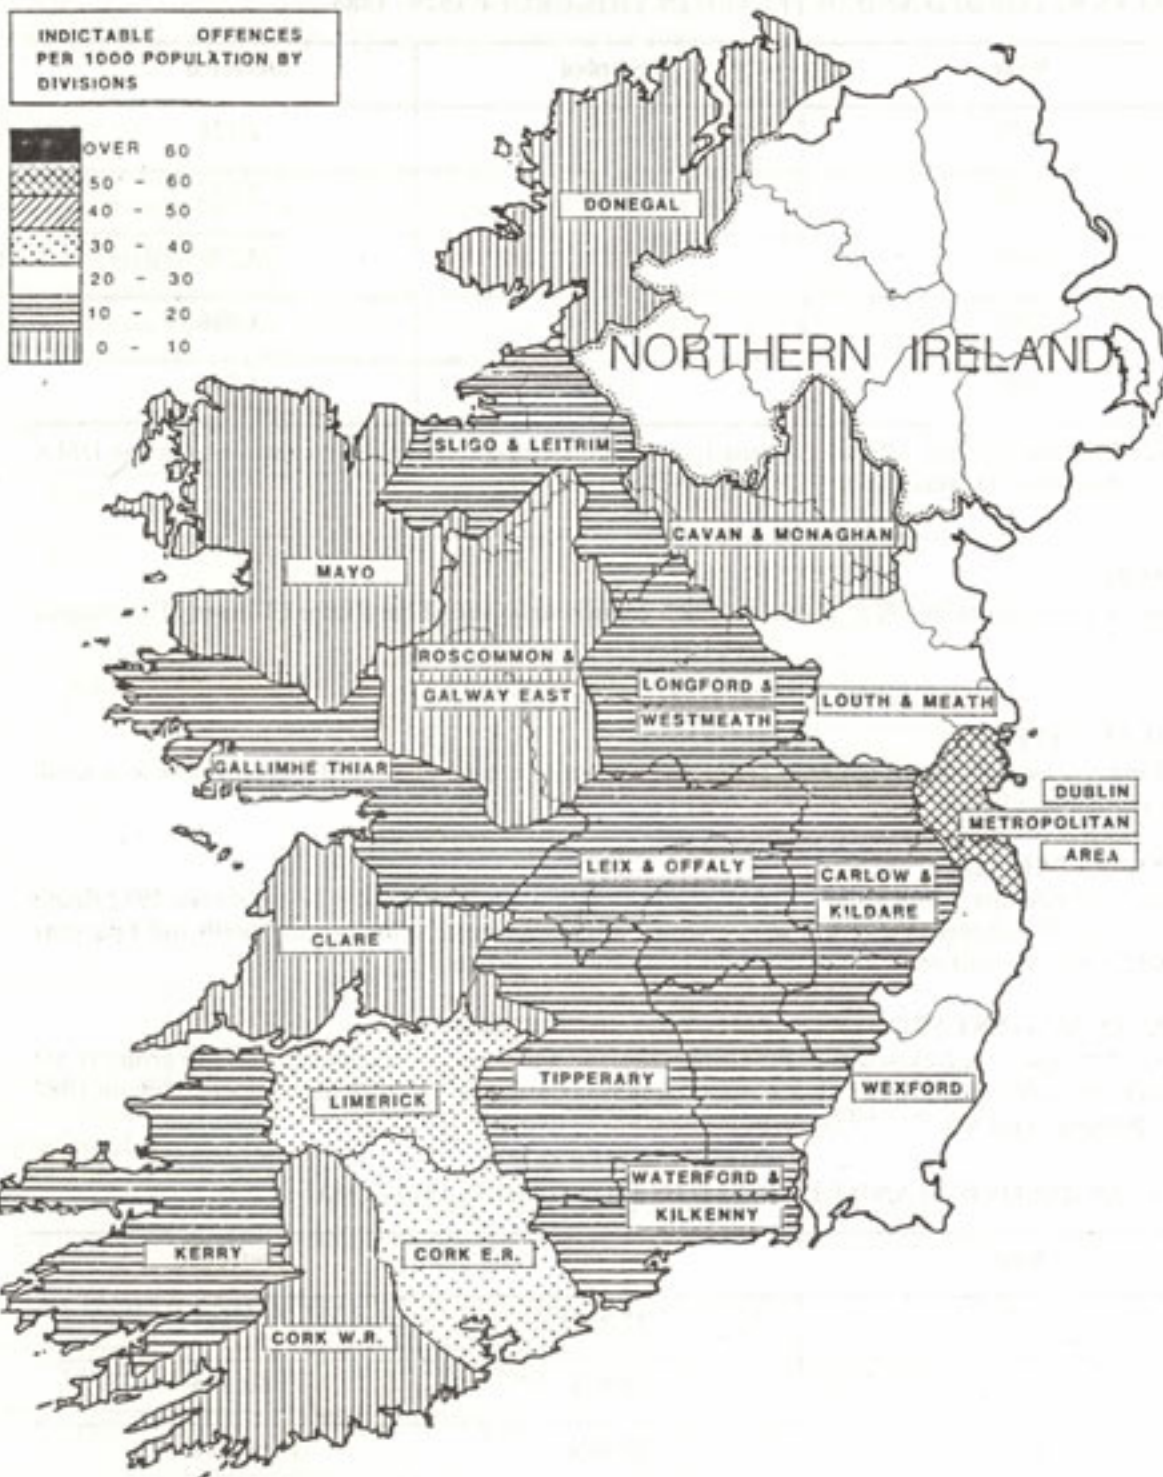 INDICTABLE OFFENCES
PER 1000 POPULATION BY
DIVISIONS
OVER 60
50 - 60
40 - 50
30 - 40
20 - 30
10 - 20
0 - 10
DONEGAL
NORTHERN IRELAND
SLIGO & LEITRIM
CAVAN & MONAGHAN
MAYO
ROSCOMMON &
GALWAY EAST
LONGFORD &
WESTMEATH
LOUTH & MEATH
GALLIMHE THIAR
DUBLIN
METROPOLITAN
AREA
LEIX & OFFALY
CARLOW &
KILDARE
CLARE
TIPPERARY
WEXFORD
LIMERICK
WATERFORD &
KILKENNY
KERRY
CORK E.R.
CORK W.R.